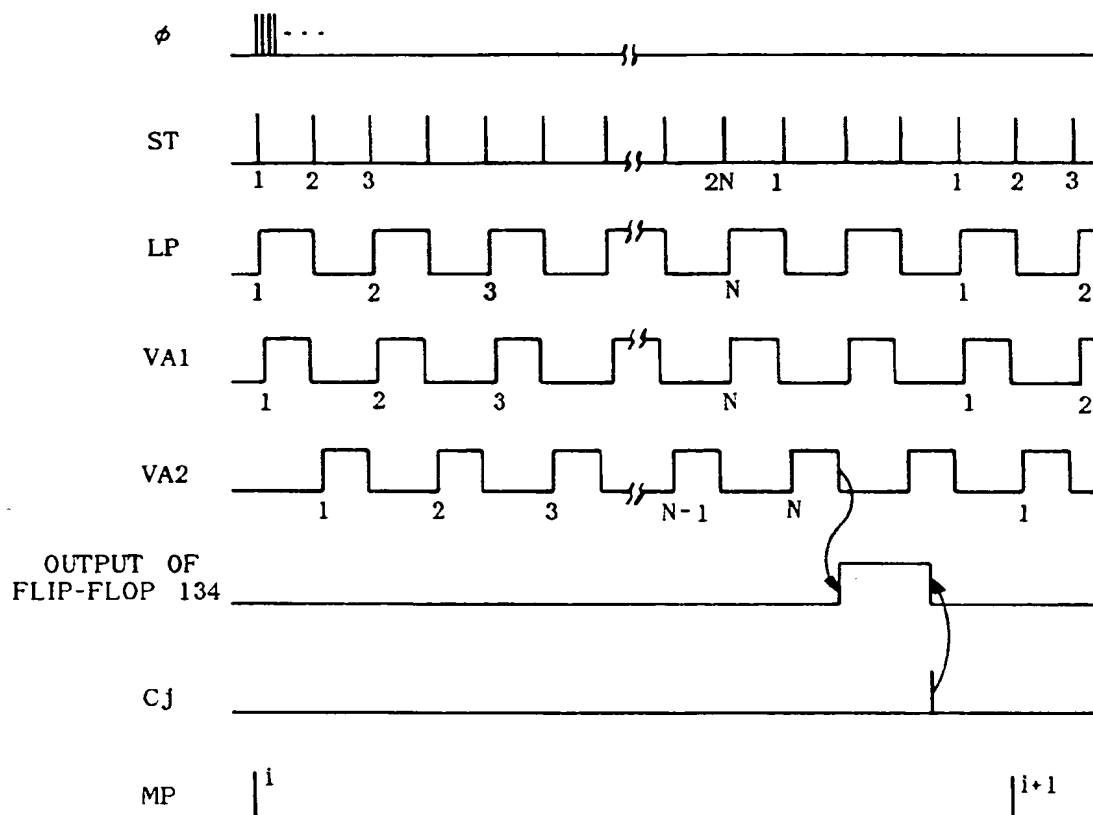 ϕ
ST
1 2 3 2N 1 1 2 3
LP
1 2 3 N 1 2
VA1
1 2 3 N 1 2
VA2
1 2 3 N-1 N 1
OUTPUT OF
FLIP-FLOP 134
Cj
MP
i i+1